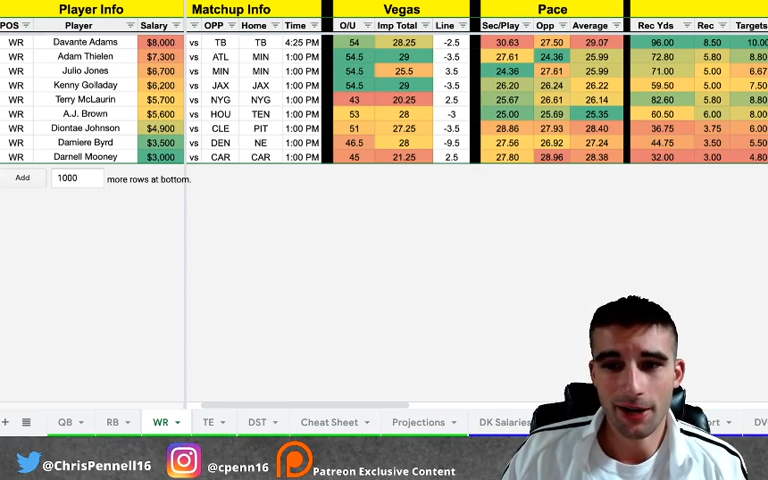 Player Info Matchup Info Vegas Pace
POS Player Salary OPP Home Time O/U Imp Total Line Sec/Play Opp Average Rec Yds Rec Targets
WR Davante Adams $8,000 vs TB TB 4:25 PM 54 28.25 -2.5 30.63 27.50 29.07 96.00 8.50 10.00
WR Adam Thielen $7,300 vs ATL MIN 1:00 PM 54.5 29 -3.5 27.61 24.36 25.99 72.80 5.80 8.80
WR Julio Jones $6,700 vs MIN MIN 1:00 PM 54.5 25.5 3.5 24.36 27.61 25.99 71.00 5.00 6.67
WR Kenny Golladay $6,200 vs JAX JAX 1:00 PM 54.5 29 -3.5 26.20 26.24 26.22 59.50 5.00 7.50
WR Terry McLaurin $5,700 vs NYG NYG 1:00 PM 43 20.25 2.5 25.67 26.61 26.14 82.60 5.80 8.80
WR A.J. Brown $5,600 vs HOU TEN 1:00 PM 53 28 -3 25.00 25.69 25.35 60.50 6.00 8.00
WR Diontae Johnson $4,900 vs CLE PIT 1:00 PM 51 27.25 -3.5 28.86 27.93 28.40 36.75 3.75 6.00
WR Damiere Byrd $3,500 vs DEN NE 1:00 PM 46.5 28 -9.5 27.56 26.92 27.24 44.75 3.50 5.50
WR Darnell Mooney $3,000 vs CAR CAR 1:00 PM 45 21.25 2.5 27.80 28.96 28.38 32.00 3.00 4.80
Add 1000 more rows at bottom.
+ QB RB WR TE DST Cheat Sheet Projections DK Salaries ort DV
@ChrisPennell16 @cpenn16 Patreon Exclusive Content